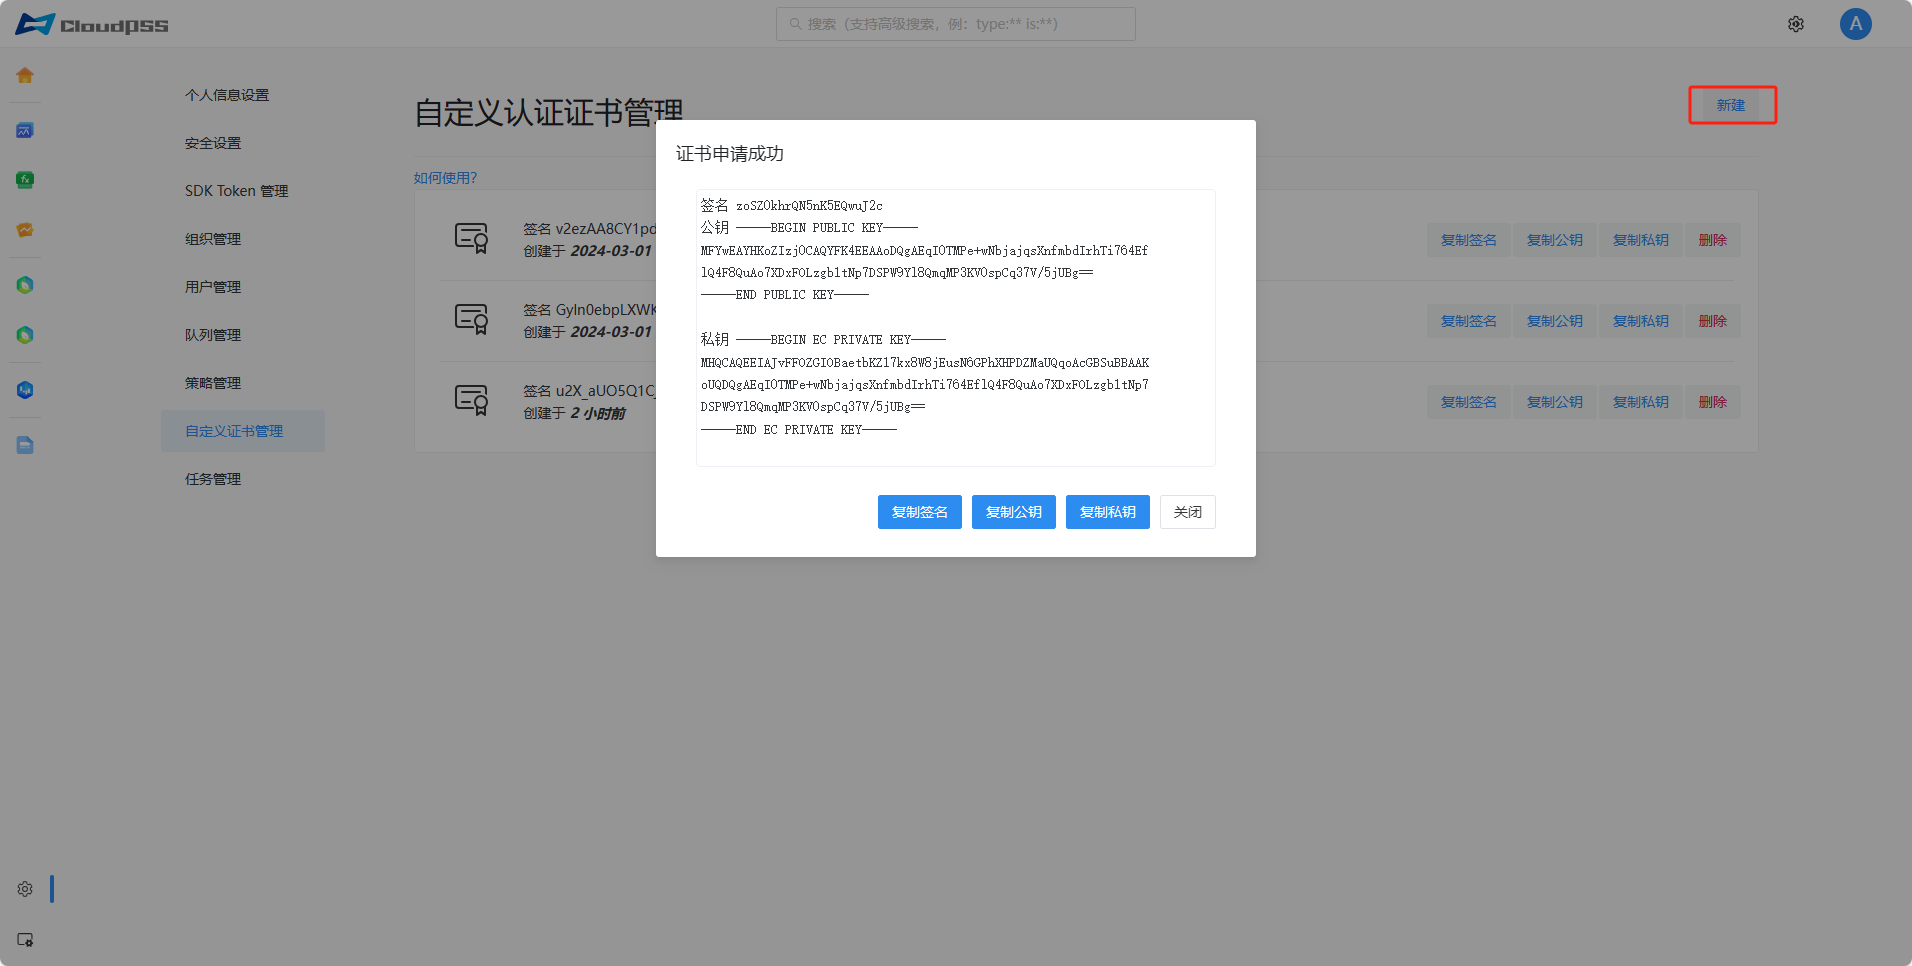 CloudPSS
搜索（支持高级搜索，例：type:** is:**）
A
个人信息设置
安全设置
SDK Token 管理
组织管理
用户管理
队列管理
策略管理
自定义证书管理
任务管理
自定义认证证书管理
新建
如何使用?
签名 v2ezAA8CY1pd
创建于 2024-03-01
复制签名 复制公钥 复制私钥 删除
签名 GyIn0ebpLXWK
创建于 2024-03-01
复制签名 复制公钥 复制私钥 删除
签名 u2X_aUO5Q1C
创建于 2 小时前
复制签名 复制公钥 复制私钥 删除
证书申请成功
签名 zoSZOkhrQN5nK5EQwuJ2c
公钥 -----BEGIN PUBLIC KEY-----
MFYwEAYHKoZIzj0CAQYFK4EEAAoDQgAEqI0TMPe+wNbjajqsXnfmbdIrhTi764Ef
lQ4F8QuAo7XDxFOLzgb1tNp7DSPW9Yl8QmqMP3KVOspCq37V/5jUBg==
-----END PUBLIC KEY-----
私钥 -----BEGIN EC PRIVATE KEY-----
MHQCAQEEIAJvFFOZGIOBaetbKZ17kx8W8jEusN6GPhXHPDZMaUQqoAcGBSuBBAAK
oUQDQgAEqI0TMPe+wNbjajqsXnfmbdIrhTi764EflQ4F8QuAo7XDxFOLzgb1tNp7
DSPW9Yl8QmqMP3KVOspCq37V/5jUBg==
-----END EC PRIVATE KEY-----
复制签名 复制公钥 复制私钥 关闭